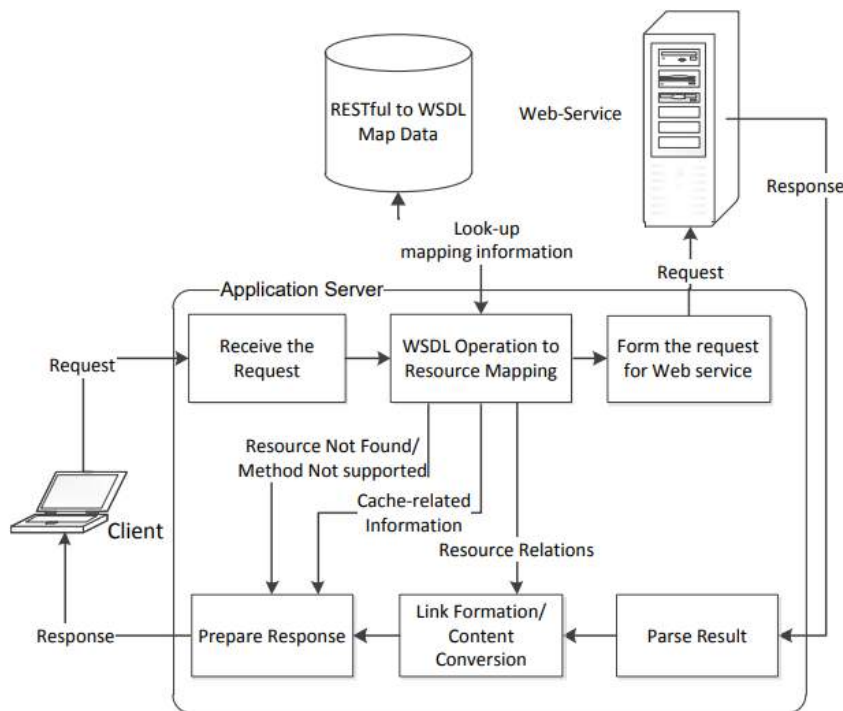 RESTful to WSDL
Map Data
Web-Service
Response
Look-up
mapping information
Request
Application Server
Receive the
Request
WSDL Operation to
Resource Mapping
Form the request
for Web service
Request
Resource Not Found/
Method Not supported
Cache-related
Information
Client
Resource Relations
Response
Prepare Response
Link Formation/
Content
Conversion
Parse Result